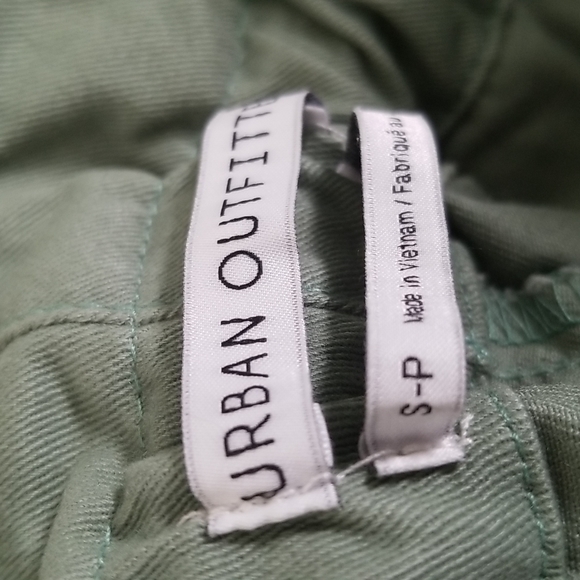 URBAN OUTFITTE
S-P Made in Vietnam / Fabriqué au